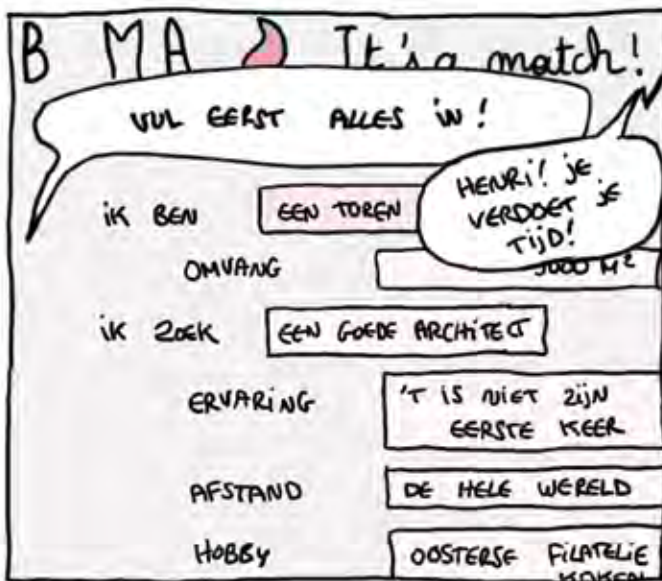 B MA It's a match!
VUL EERST ALLES IN!
HENRI! JE
VERDOET JE
TIJD!
IK BEN EEN TOREN
OMVANG M²
IK ZOEK EEN GOEDE ARCHITECT
ERVARING 'T IS NIET ZIJN
EERSTE KEER
AFSTAND DE HELE WERELD
HOBBY OOSTERSE FILATELIE